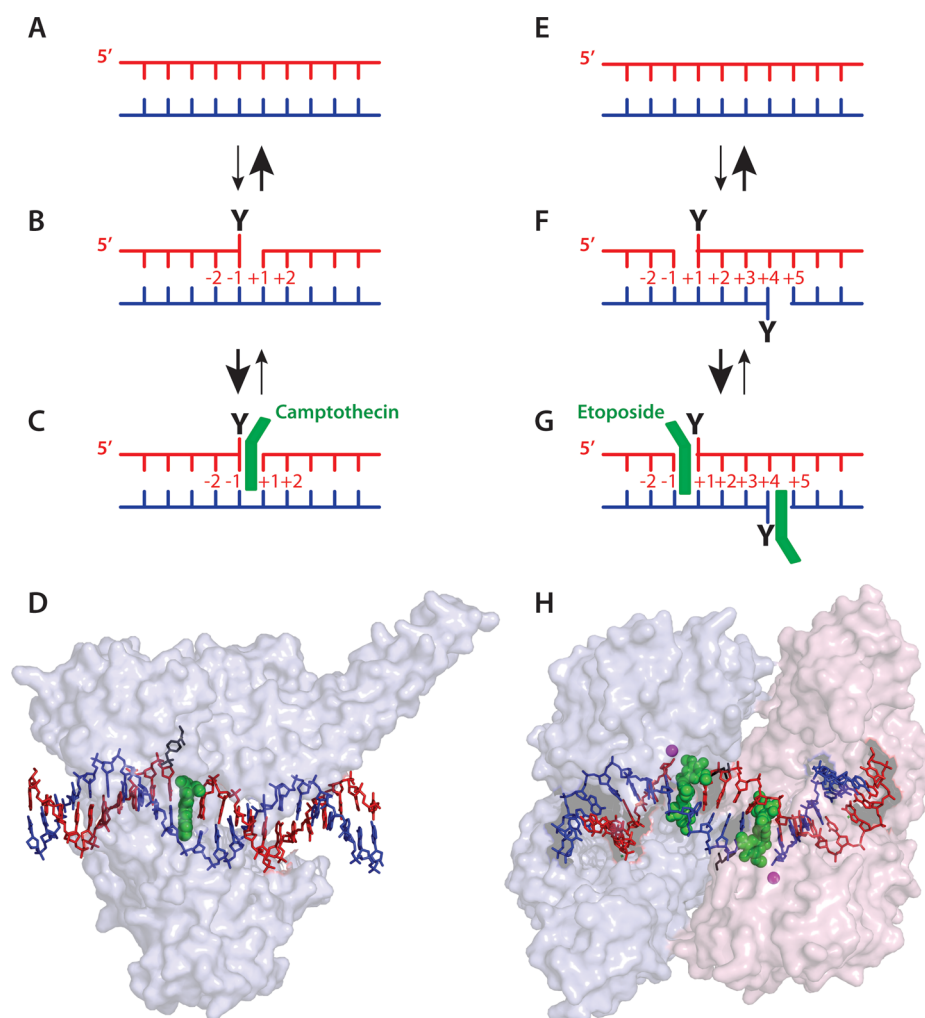 A
5′
B
Y
5′
-2 -1 +1 +2
C
Camptothecin
Y
5′
-2 -1 +1+2
D
E
5′
F
Y
5′
-2 -1 +1 +2 +3 +4 +5
Y
G
Etoposide
Y
5′
-2 -1 +1+2+3+4 +5
Y
H